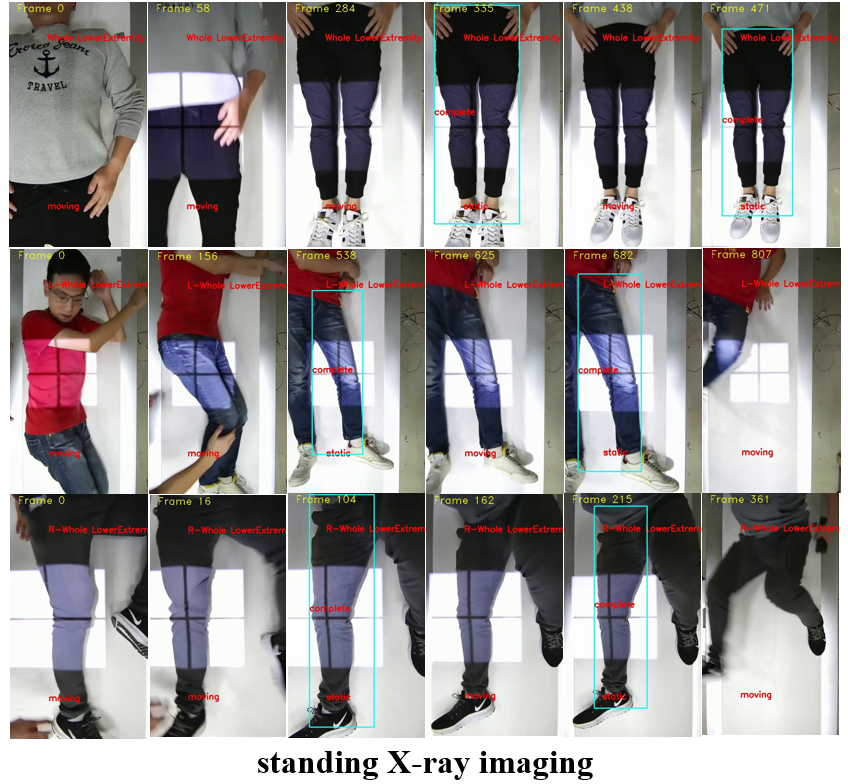 Frame 0
Whole LowerExtremity
TRAVEL
moving
Frame 58
Whole LowerExtremity
moving
Frame 284
Whole LowerExtremity
moving
Frame 335
Whole LowerExtremity
complete
static
Frame 438
Whole LowerExtremity
moving
Frame 471
Whole LowerExtremity
complete
static
Frame 0
L-Whole LowerExtrem
moving
Frame 156
L-Whole LowerExtrem
moving
Frame 538
L-Whole LowerExtrem
complete
static
Frame 625
L-Whole LowerExtrem
moving
Frame 682
L-Whole LowerExtrem
complete
static
Frame 807
L-Whole LowerExtrem
moving
Frame 0
R-Whole LowerExtrem
moving
Frame 16
R-Whole LowerExtrem
moving
Frame 104
R-Whole LowerExtrem
complete
static
Frame 162
R-Whole LowerExtrem
moving
Frame 215
R-Whole LowerExtrem
complete
static
Frame 361
R-Whole LowerExtrem
moving
standing X-ray imaging